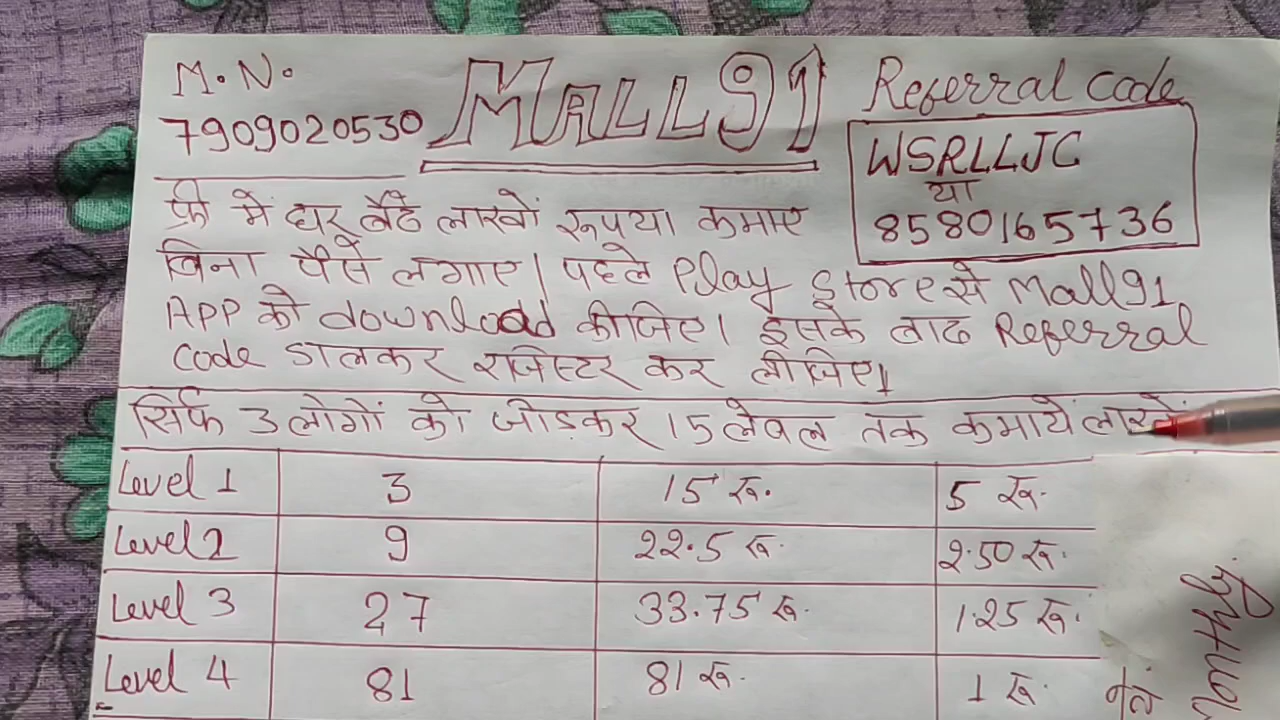 M.N.
7909020530
MALL91
Referral Code
WSRLLJC
या
8580165736
फ्री में घर बैठे लाखों रूपया कमाए
बिना पैसे लगाए। पहले Play Store से Mall91
App को download कीजिए। इसके बाद Referral
Code डालकर रजिस्टर कर लीजिए।
सिर्फ 3 लोगों को जोड़कर 15 लेवल तक कमाये लाखों
Level 1 3 15 रू. 5 रू.
Level 2 9 22.5 रू. 2.50 रू.
Level 3 27 33.75 रू. 1.25 रू.
Level 4 81 81 रू. 1 रू.